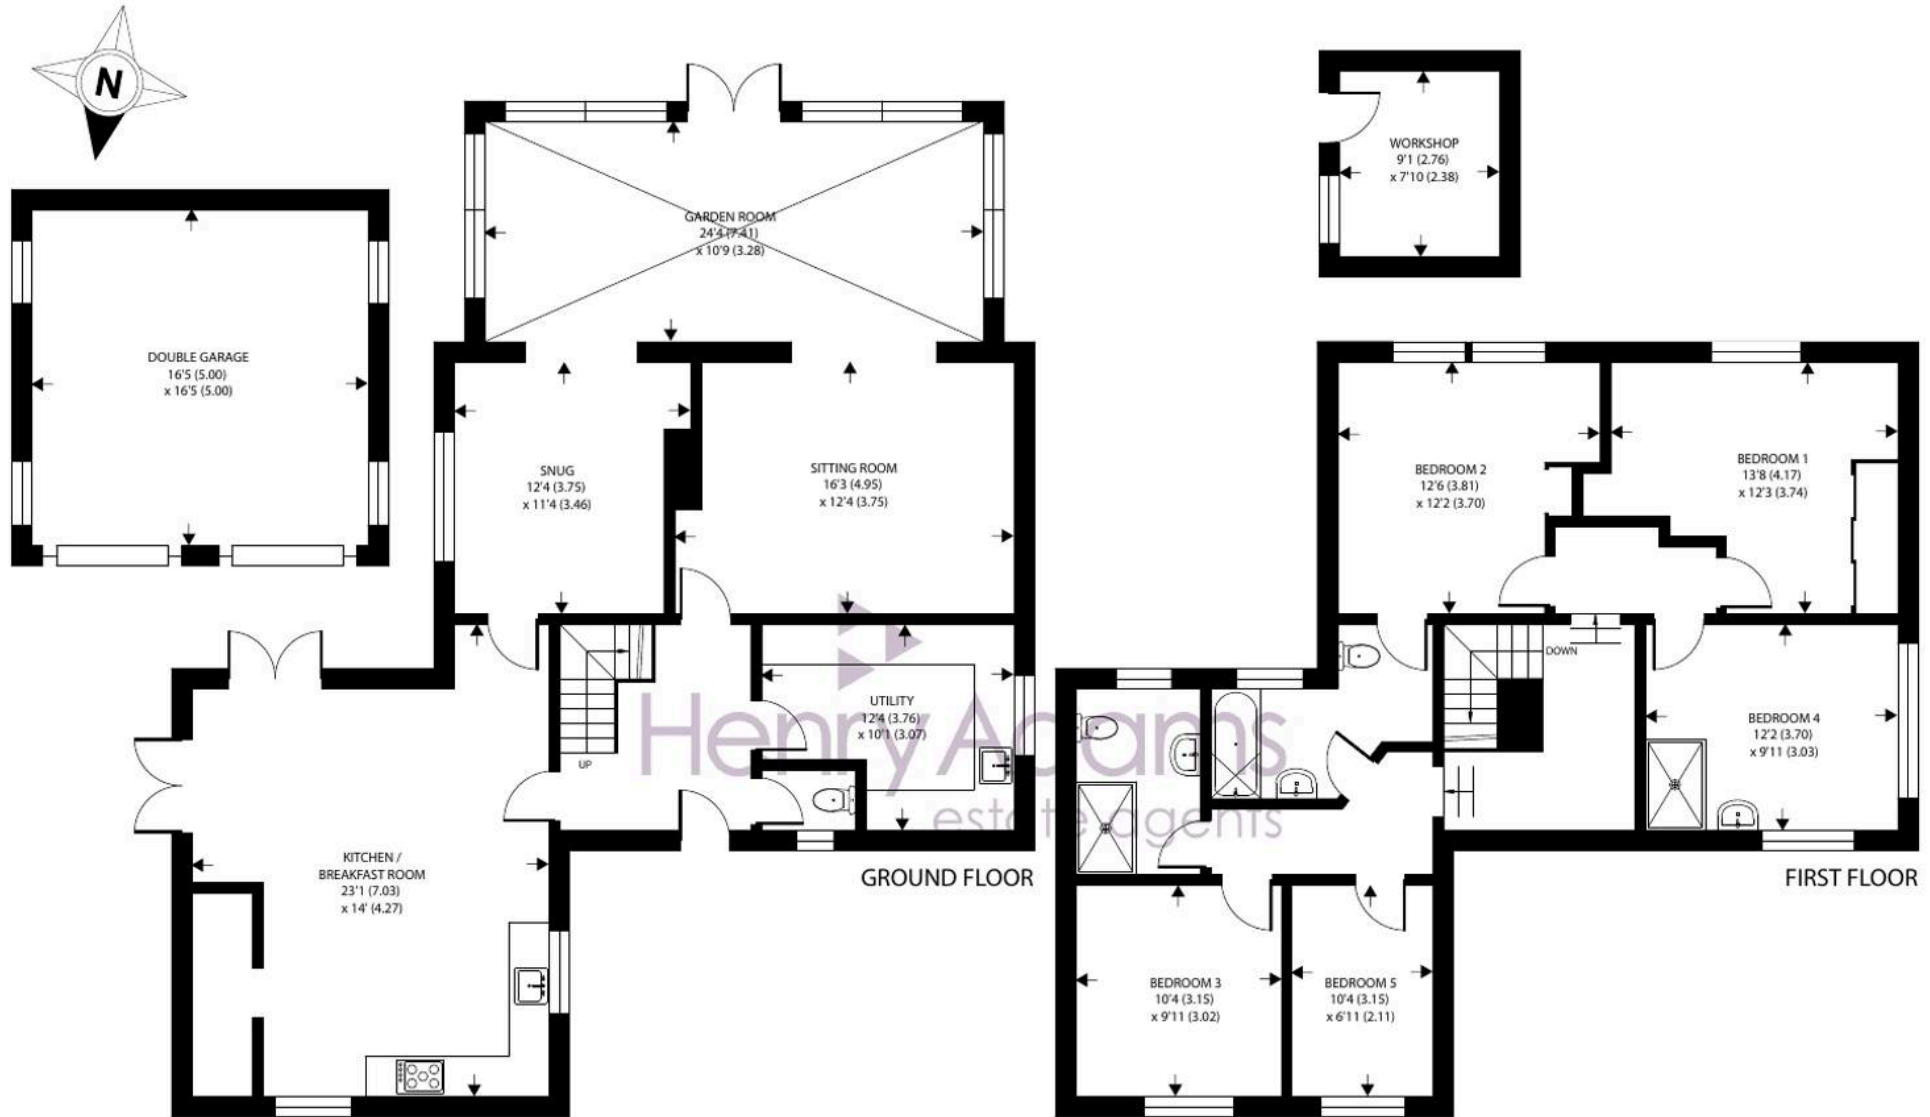 N
GARDEN ROOM
24'4 (7.41)
x 10'9 (3.28)
WORKSHOP
9'1 (2.76)
x 7'10 (2.38)
DOUBLE GARAGE
16'5 (5.00)
x 16'5 (5.00)
SNUG
12'4 (3.75)
x 11'4 (3.46)
SITTING ROOM
16'3 (4.95)
x 12'4 (3.75)
BEDROOM 2
12'6 (3.81)
x 12'2 (3.70)
BEDROOM 1
13'8 (4.17)
x 12'3 (3.74)
UP
UTILITY
12'4 (3.76)
x 10'1 (3.07)
DOWN
BEDROOM 4
12'2 (3.70)
x 9'11 (3.03)
Henry Adams
estate agents
KITCHEN /
BREAKFAST ROOM
23'1 (7.03)
x 14' (4.27)
GROUND FLOOR
FIRST FLOOR
BEDROOM 3
10'4 (3.15)
x 9'11 (3.02)
BEDROOM 5
10'4 (3.15)
x 6'11 (2.11)